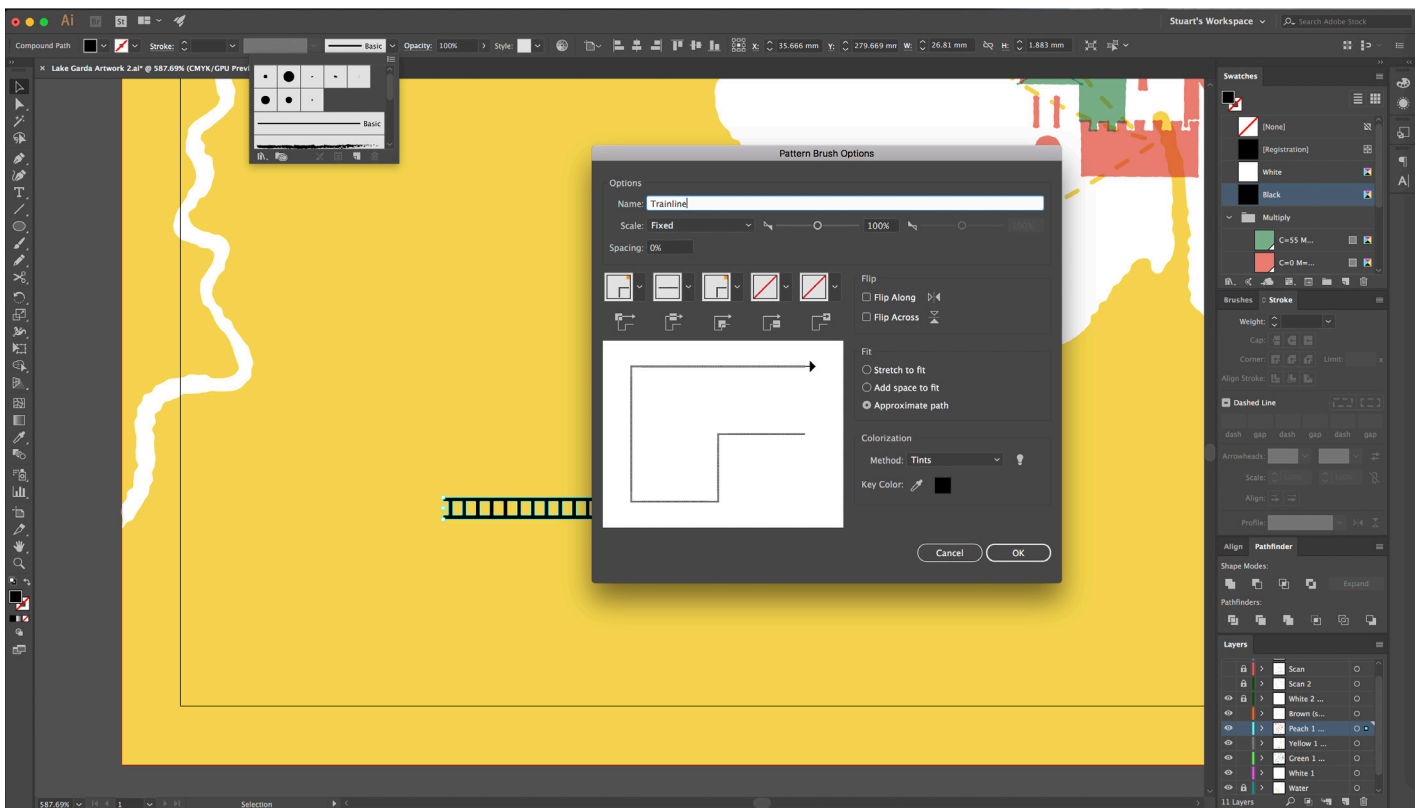 Ai Br St Stuart's Workspace Search Adobe Stock
Compound Path Stroke: Basic Opacity: 100% Style: X: 35.666 mm Y: 279.669 mm W: 26.81 mm H: 1.883 mm
× Lake Garda Artwork 2.ai* @ 587.69% (CMYK/GPU Previ
Basic
Pattern Brush Options
Options
Name: Trainline
Scale: Fixed 100% 100%
Spacing: 0%
Flip
Flip Along
Flip Across
Fit
Stretch to fit
Add space to fit
Approximate path
Colorization
Method: Tints
Key Color:
Cancel OK
Swatches
[None]
[Registration]
White
Black
Multiply
C=55 M...
C=0 M=...
Brushes Stroke
Weight:
Cap:
Corner: Limit: x
Align Stroke:
Dashed Line
dash gap dash gap dash gap
Arrowheads:
Scale: 100% 100%
Align:
Profile:
Align Pathfinder
Shape Modes:
Expand
Pathfinders:
Layers
Scan
Scan 2
White 2 ...
Brown (s...
Peach 1 ...
Yellow 1 ...
Green 1 ...
White 1
Water
11 Layers
587.69% 1 Selection